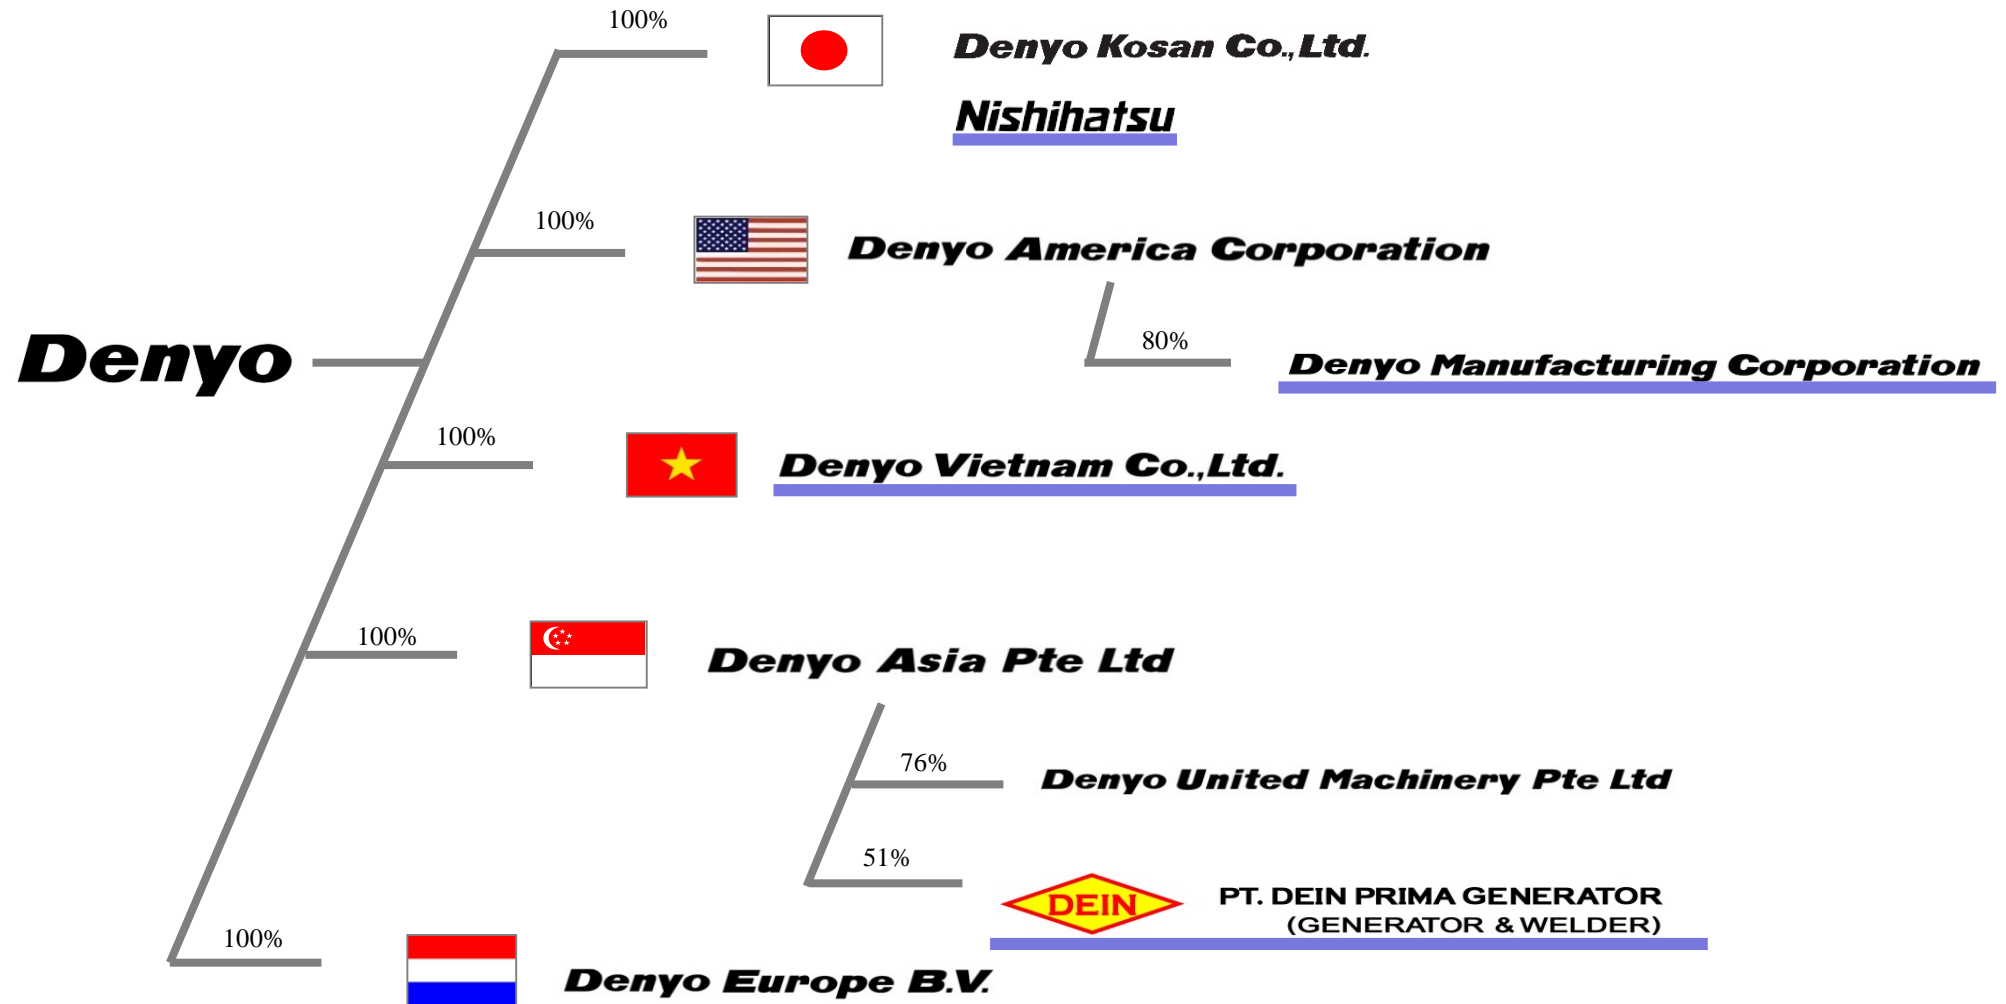 100%
Denyo Kosan Co.,Ltd.
Nishihatsu
100%
Denyo America Corporation
80%
Denyo Manufacturing Corporation
Denyo
100%
Denyo Vietnam Co.,Ltd.
100%
Denyo Asia Pte Ltd
76%
Denyo United Machinery Pte Ltd
51%
DEIN
PT. DEIN PRIMA GENERATOR
(GENERATOR & WELDER)
100%
Denyo Europe B.V.